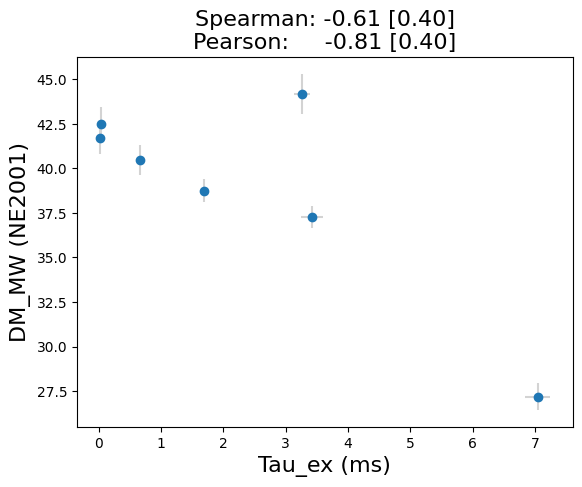 Spearman: -0.61 [0.40]
Pearson: -0.81 [0.40]
45.0
42.5
40.0
37.5
35.0
32.5
30.0
27.5
DM_MW (NE2001)
0 1 2 3 4 5 6 7
Tau_ex (ms)